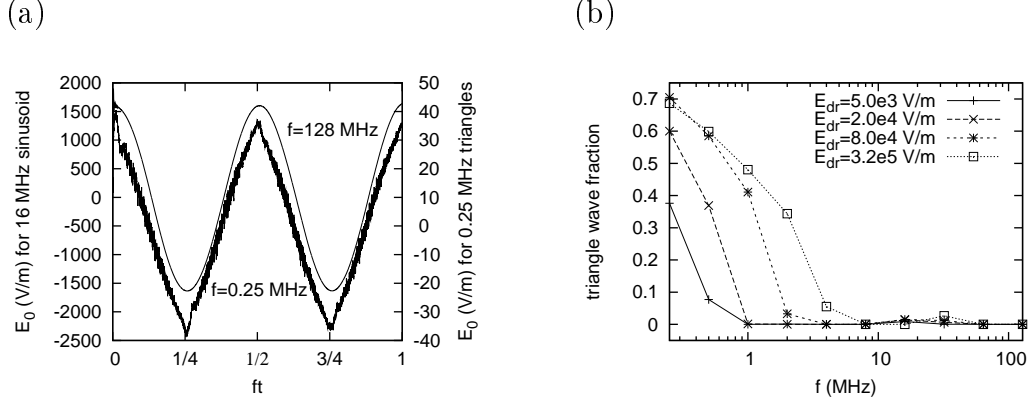 (a)
E0 (V/m) for 16 MHz sinusoid
2000
1500
1000
500
0
-500
-1000
-1500
-2000
-2500
50
40
30
20
10
0
-10
-20
-30
-40
E0 (V/m) for 0.25 MHz triangles
f=128 MHz
f=0.25 MHz
0 1/4 1/2 3/4 1
ft
(b)
triangle wave fraction
0.7
0.6
0.5
0.4
0.3
0.2
0.1
0
Edr=5.0e3 V/m
Edr=2.0e4 V/m
Edr=8.0e4 V/m
Edr=3.2e5 V/m
1 10 100
f (MHz)